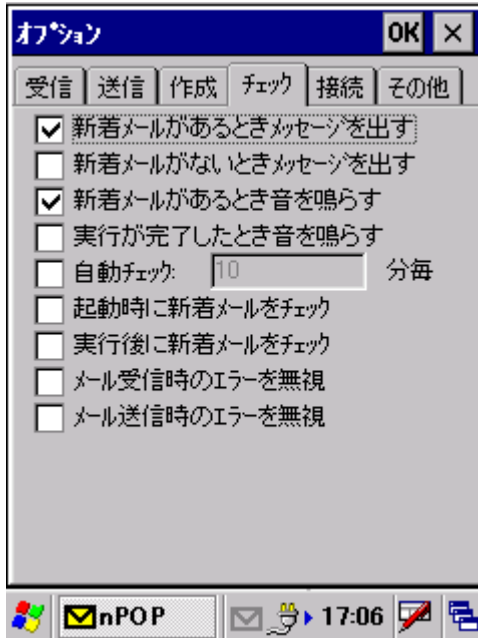 オプション OK ×
受信 送信 作成 チェック 接続 その他
新着メールがあるときメッセージを出す
新着メールがないときメッセージを出す
新着メールがあるとき音を鳴らす
実行が完了したとき音を鳴らす
自動チェック: 10 分毎
起動時に新着メールをチェック
実行後に新着メールをチェック
メール受信時のエラーを無視
メール送信時のエラーを無視
nPOP 17:06